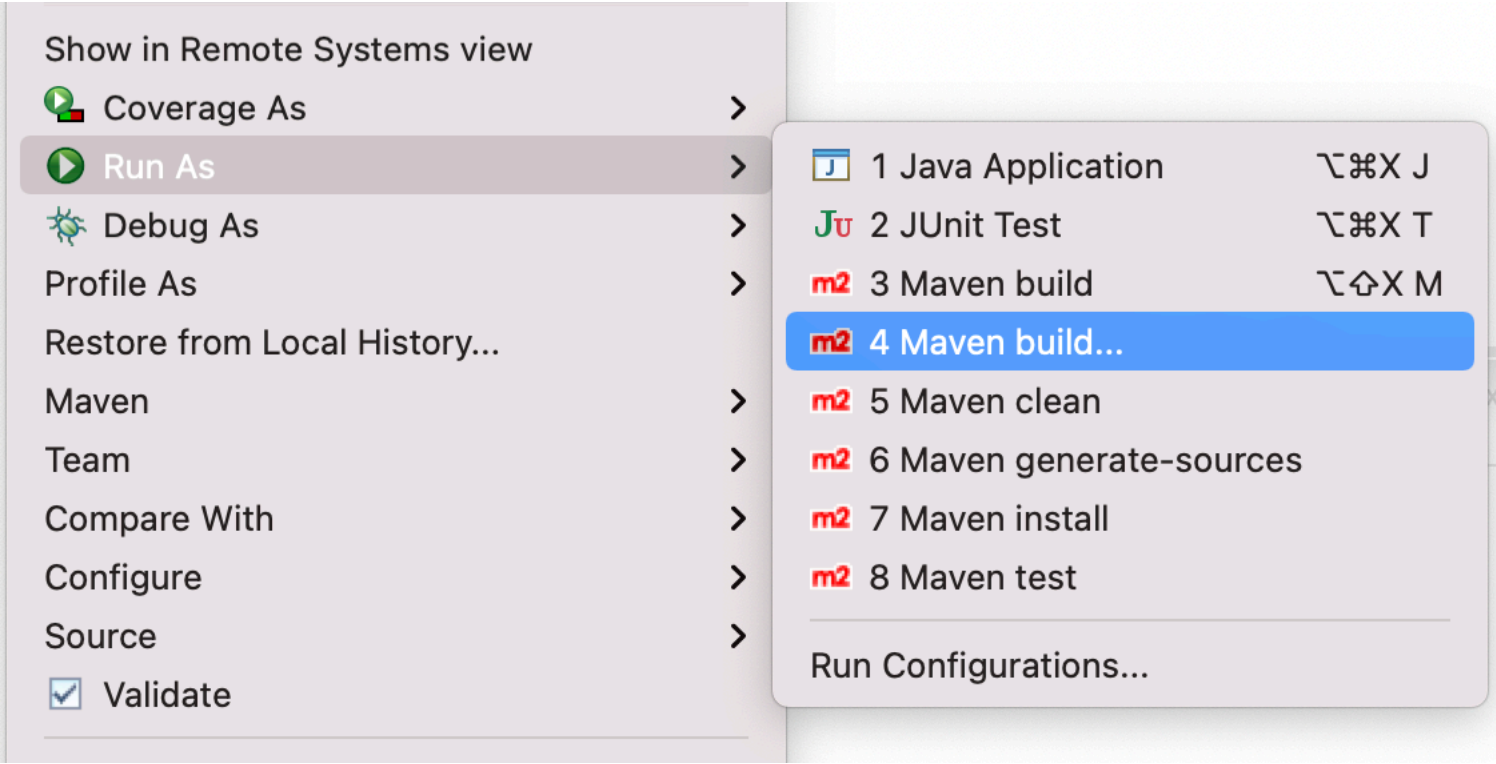 Show in Remote Systems view
Coverage As
Run As
Debug As
Profile As
Restore from Local History...
Maven
Team
Compare With
Configure
Source
Validate
J 1 Java Application ⌥⌘X J
JU 2 JUnit Test ⌥⌘X T
m2 3 Maven build ⌥⇧X M
m2 4 Maven build...
m2 5 Maven clean
m2 6 Maven generate-sources
m2 7 Maven install
m2 8 Maven test
Run Configurations...